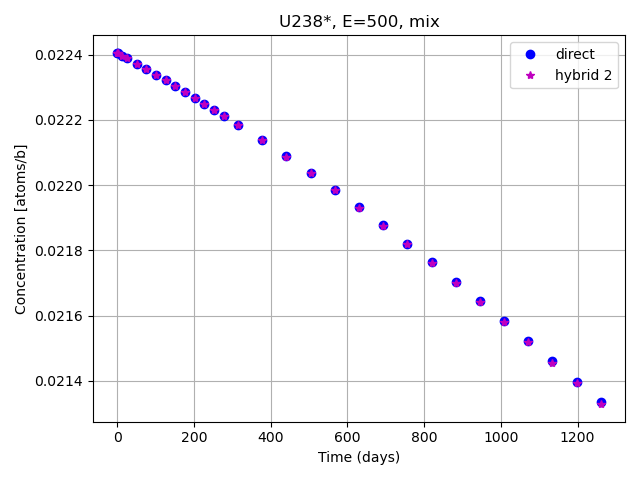 U238*, E=500, mix
direct
hybrid 2
Concentration [atoms/b]
0.0224
0.0222
0.0220
0.0218
0.0216
0.0214
0 200 400 600 800 1000 1200
Time (days)